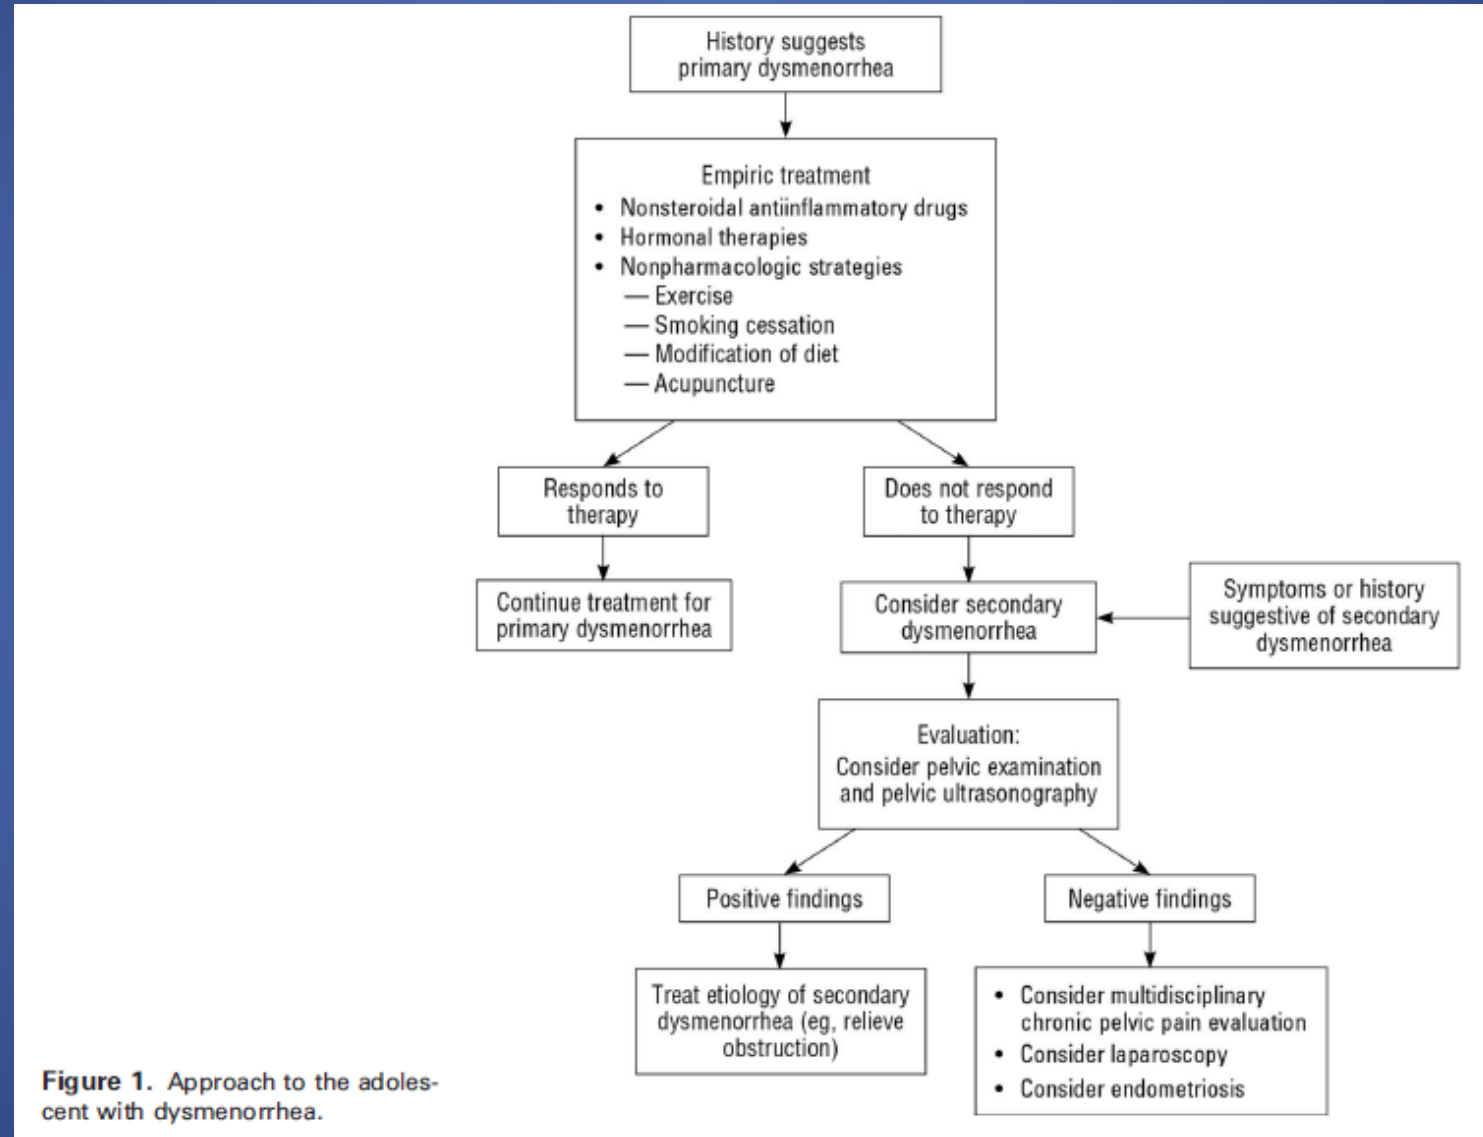 History suggests
primary dysmenorrhea
Empiric treatment
• Nonsteroidal antiinflammatory drugs
• Hormonal therapies
• Nonpharmacologic strategies
— Exercise
— Smoking cessation
— Modification of diet
— Acupuncture
Responds to
therapy
Does not respond
to therapy
Continue treatment for
primary dysmenorrhea
Consider secondary
dysmenorrhea
Symptoms or history
suggestive of secondary
dysmenorrhea
Evaluation:
Consider pelvic examination
and pelvic ultrasonography
Positive findings
Negative findings
Treat etiology of secondary
dysmenorrhea (eg, relieve
obstruction)
• Consider multidisciplinary
chronic pelvic pain evaluation
• Consider laparoscopy
• Consider endometriosis
Figure 1. Approach to the adoles-
cent with dysmenorrhea.